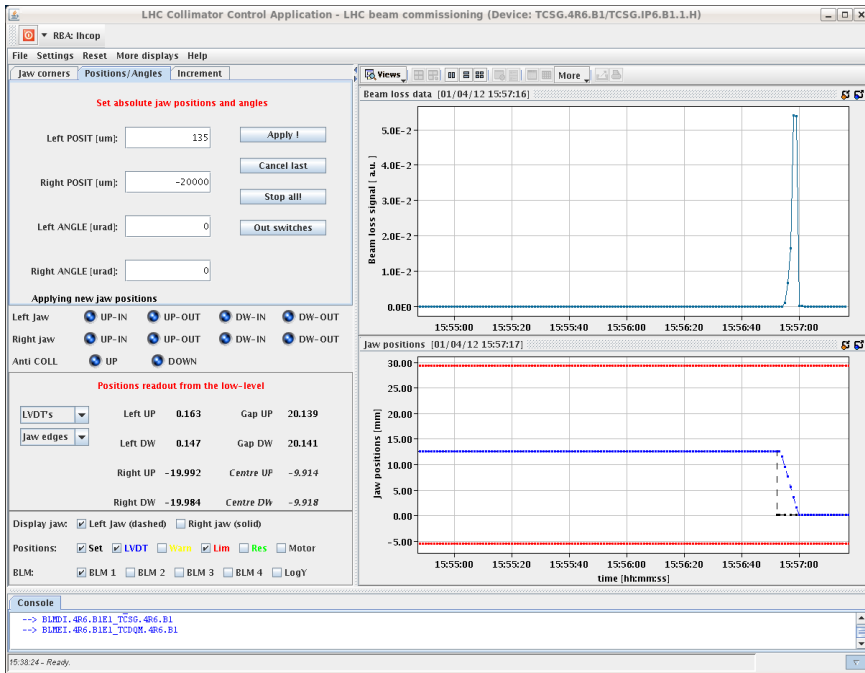 LHC Collimator Control Application - LHC beam commissioning (Device: TCSG.4R6.B1/TCSG.IP6.B1.1.H)
RBA: lhcop
File Settings Reset More displays Help
Jaw corners Positions/Angles Increment
Set absolute jaw positions and angles
Left POSIT [um]: 135 Apply !
Cancel last
Right POSIT [um]: -20000
Stop all!
Left ANGLE [urad]: 0 Out switches
Right ANGLE [urad]: 0
Applying new jaw positions
Left Jaw UP-IN UP-OUT DW-IN DW-OUT
Right jaw UP-IN UP-OUT DW-IN DW-OUT
Anti COLL UP DOWN
Positions readout from the low-level
LVDT's Left UP 0.163 Gap UP 20.139
Jaw edges Left DW 0.147 Gap DW 20.141
Right UP -19.992 Centre UP -9.914
Right DW -19.984 Centre DW -9.918
Display jaw: Left Jaw (dashed) Right jaw (solid)
Positions: Set LVDT Warn Lim Res Motor
BLM: BLM 1 BLM 2 BLM 3 BLM 4 LogY
Views More
Beam loss data [01/04/12 15:57:16]
Beam loss signal [ a.u. ]
5.0E-2
4.0E-2
3.0E-2
2.0E-2
1.0E-2
0.0E0
15:55:00 15:55:20 15:55:40 15:56:00 15:56:20 15:56:40 15:57:00
Jaw positions [01/04/12 15:57:17]
Jaw positions [mm]
30.00
25.00
20.00
15.00
10.00
5.00
0.00
-5.00
15:55:00 15:55:20 15:55:40 15:56:00 15:56:20 15:56:40 15:57:00
time [hh:mm:ss]
Console
--> BLMDI.4R6.B1E1_TCSG.4R6.B1
--> BLMEI.4R6.B1E1_TCDQM.4R6.B1
15:38:24 - Ready.